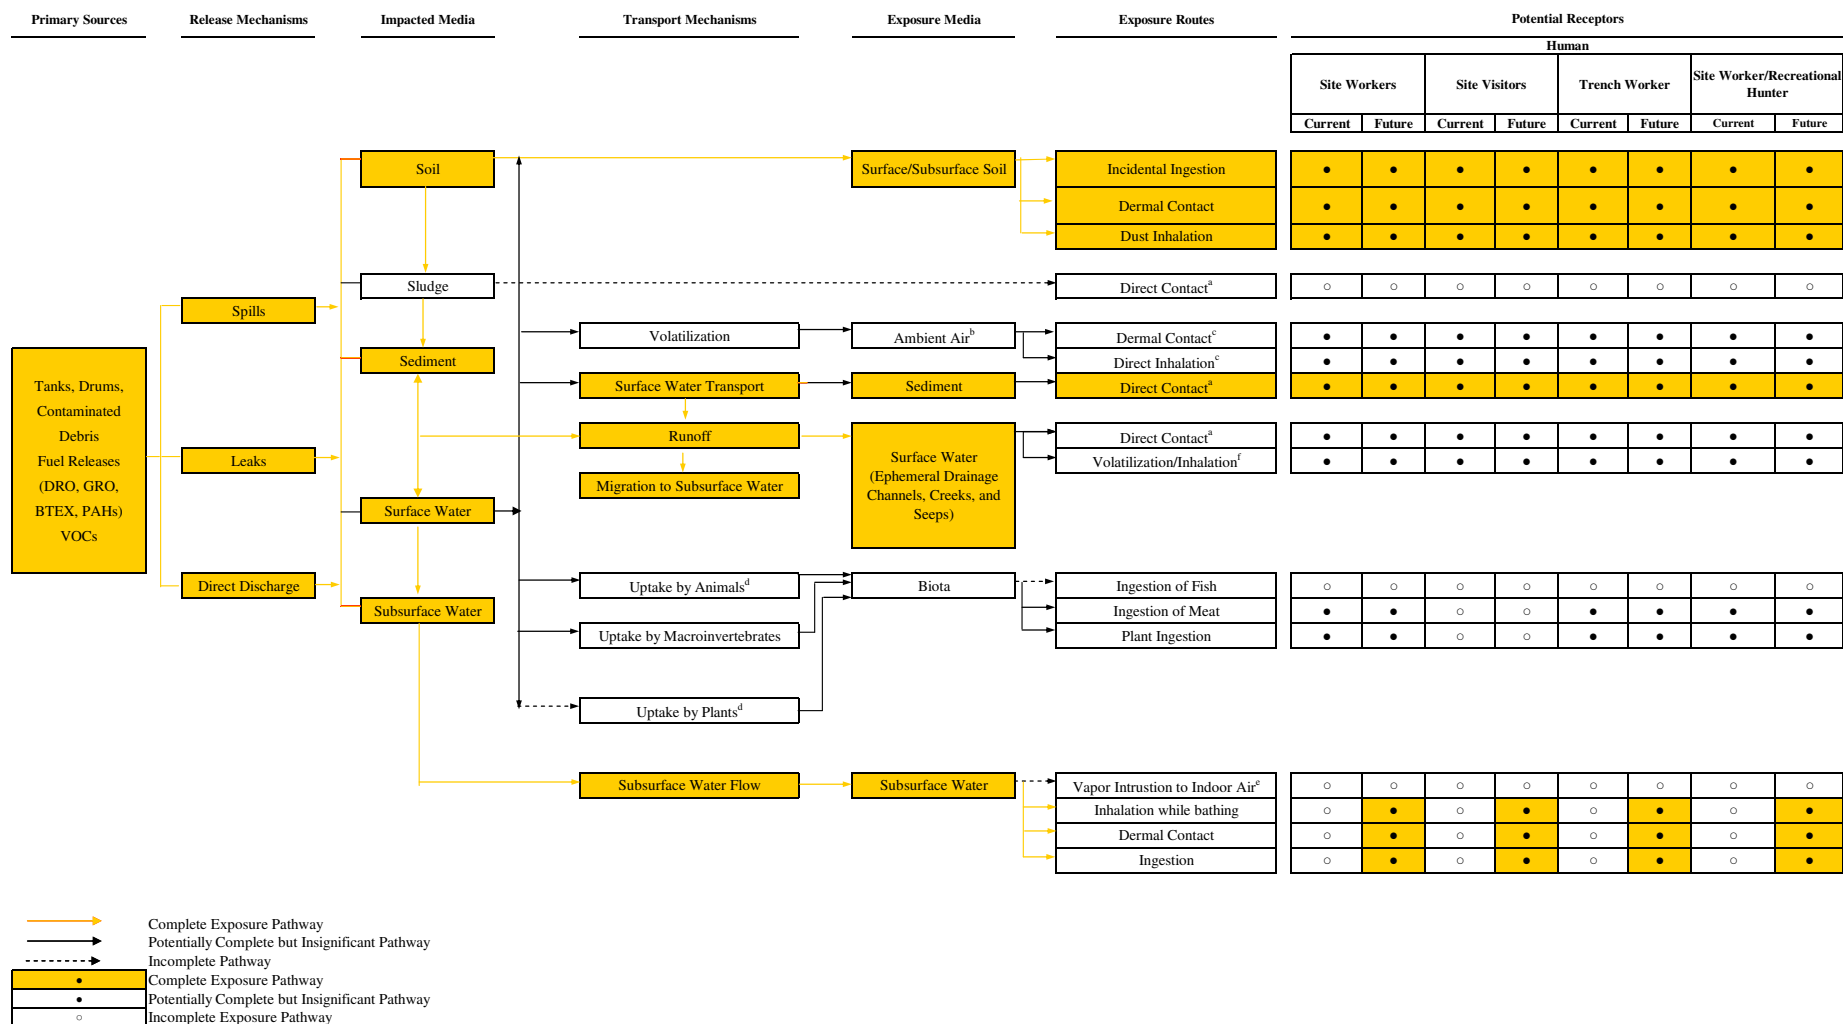 Primary Sources
Release Mechanisms
Impacted Media
Transport Mechanisms
Exposure Media
Exposure Routes
Potential Receptors
Human
Site Workers
Site Visitors
Trench Worker
Site Worker/Recreational
Hunter
Current
Future
Current
Future
Current
Future
Current
Future
Soil
Surface/Subsurface Soil
Incidental Ingestion
● ● ● ● ● ● ● ●
Dermal Contact
● ● ● ● ● ● ● ●
Dust Inhalation
● ● ● ● ● ● ● ●
Sludge
Direct Contact^a
○ ○ ○ ○ ○ ○ ○ ○
Spills
Volatilization
Ambient Air^b
Dermal Contact^c
● ● ● ● ● ● ● ●
Sediment
Direct Inhalation^c
● ● ● ● ● ● ● ●
Tanks, Drums,
Contaminated
Debris
Fuel Releases
(DRO, GRO,
BTEX, PAHs)
VOCs
Surface Water Transport
Sediment
Direct Contact^a
● ● ● ● ● ● ● ●
Leaks
Runoff
Surface Water
(Ephemeral Drainage
Channels, Creeks, and
Seeps)
Direct Contact^a
● ● ● ● ● ● ● ●
Volatilization/Inhalation^f
● ● ● ● ● ● ● ●
Migration to Subsurface Water
Surface Water
Direct Discharge
Uptake by Animals^d
Biota
Ingestion of Fish
○ ○ ○ ○ ○ ○ ○ ○
Subsurface Water
Ingestion of Meat
● ● ○ ○ ● ● ● ●
Uptake by Macroinvertebrates
Plant Ingestion
● ● ○ ○ ● ● ● ●
Uptake by Plants^d
Subsurface Water Flow
Subsurface Water
Vapor Intrusion to Indoor Air^e
○ ○ ○ ○ ○ ○ ○ ○
Inhalation while bathing
○ ● ○ ● ○ ● ○ ●
Dermal Contact
○ ● ○ ● ○ ● ○ ●
Ingestion
○ ● ○ ● ○ ● ○ ●
Complete Exposure Pathway
Potentially Complete but Insignificant Pathway
Incomplete Pathway
● Complete Exposure Pathway
● Potentially Complete but Insignificant Pathway
○ Incomplete Exposure Pathway